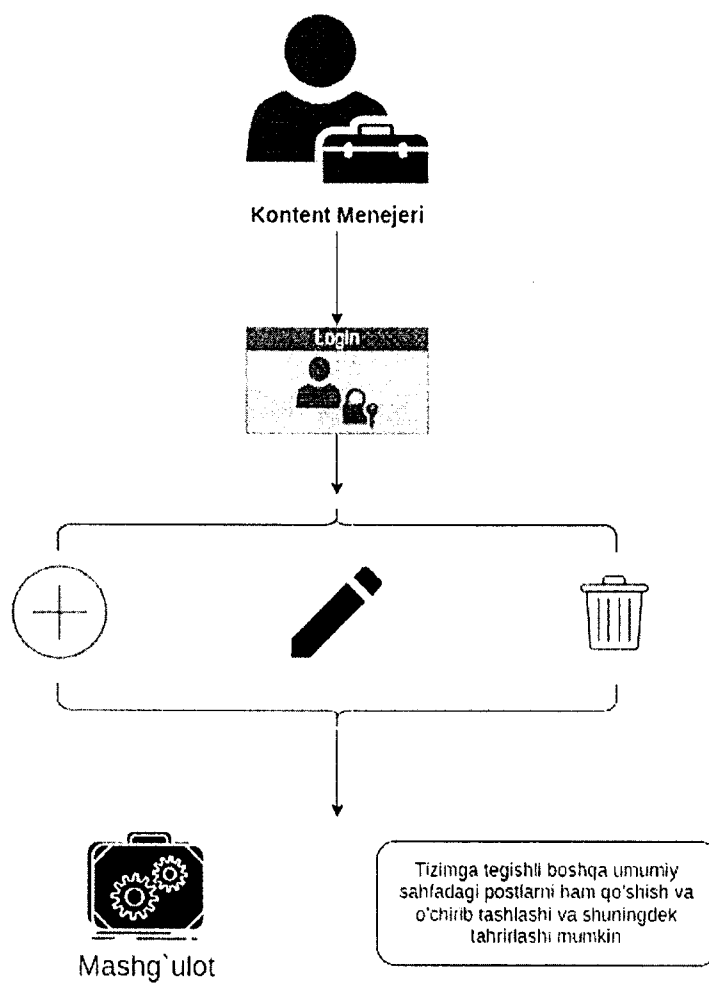 Kontent Menejeri
Login
Tizimga tegishli boshqa umumiy
sahifadagi postlarni ham qo'shish va
o'chirib tashlashi va shuningdek
tahrirlashi mumkin
Mashg`ulot